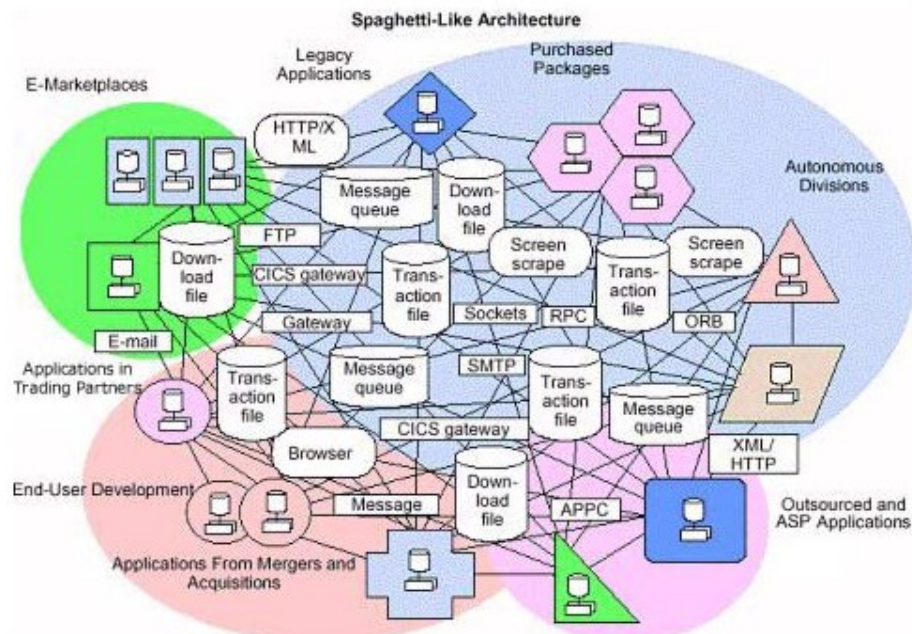 Spaghetti-Like Architecture
Legacy
Applications
Purchased
Packages
E-Marketplaces
HTTP/X
ML
Autonomous
Divisions
Message
queue
Down-
load
file
FTP
Screen
scrape
Screen
scrape
Down-
load
file
CICS gateway
Trans-
action
file
Trans-
action
file
Gateway
Sockets
RPC
ORB
E-mail
Applications in
Trading Partners
Trans-
action
file
Message
queue
SMTP
Trans-
action
file
Message
queue
CICS gateway
Browser
XML/
HTTP
Down-
load
file
End-User Development
Message
APPC
Outsourced and
ASP Applications
Applications From Mergers and
Acquisitions